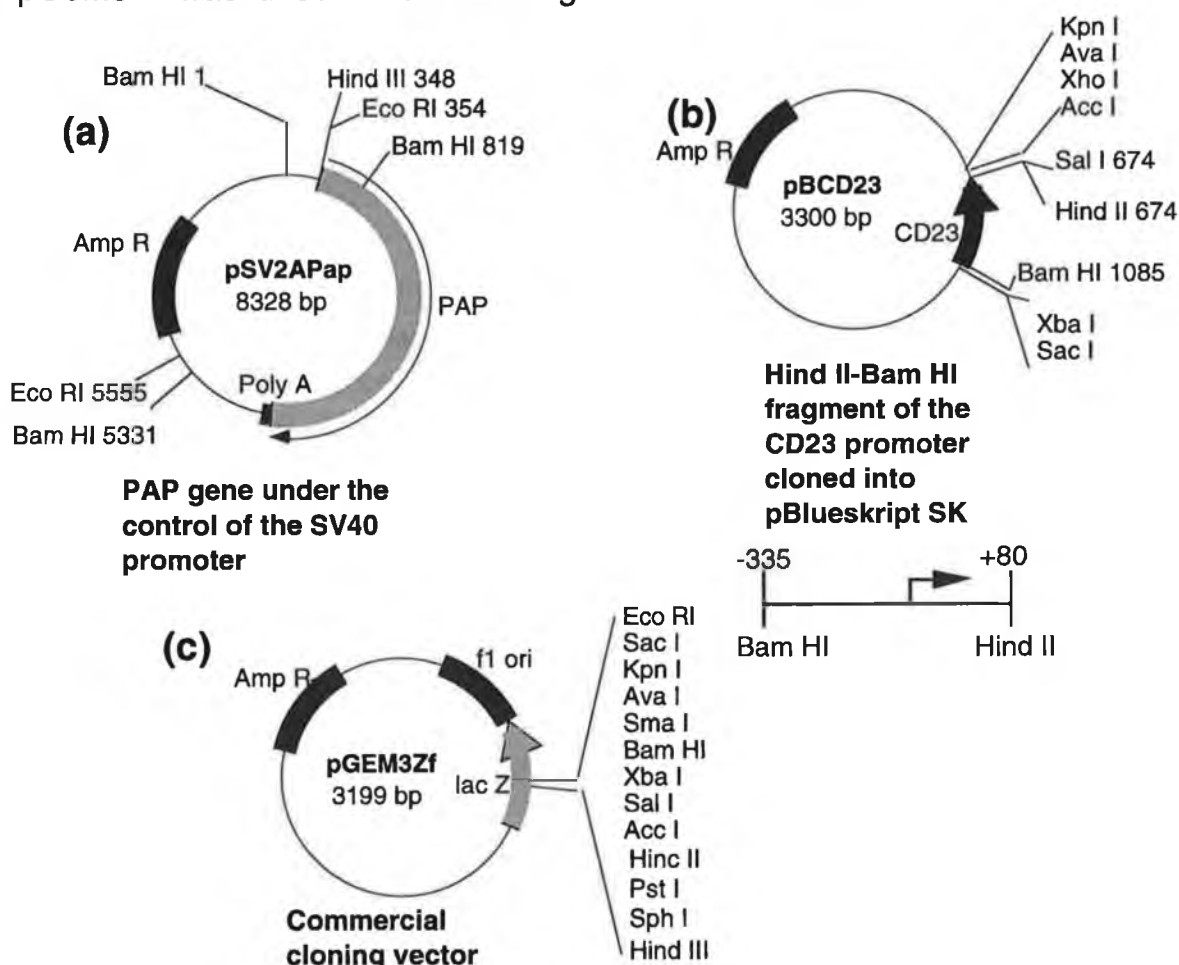 Bam HI 1
Hind III 348
Eco RI 354
Bam HI 819
(a)
Amp R
pSV2APap
8328 bp
PAP
Eco RI 5555
Poly A
Bam HI 5331
PAP gene under the
control of the SV40
promoter
Kpn I
Ava I
Xho I
Acc I
(b)
Amp R
Sal I 674
pBCD23
3300 bp
Hind II 674
CD23
Bam HI 1085
Xba I
Sac I
Hind II-Bam HI
fragment of the
CD23 promoter
cloned into
pBlueskript SK
-335
+80
Bam HI
Hind II
(c)
Amp R
f1 ori
pGEM3Zf
3199 bp
lac Z
Eco RI
Sac I
Kpn I
Ava I
Sma I
Bam HI
Xba I
Sal I
Acc I
Hinc II
Pst I
Sph I
Hind III
Commercial
cloning vector